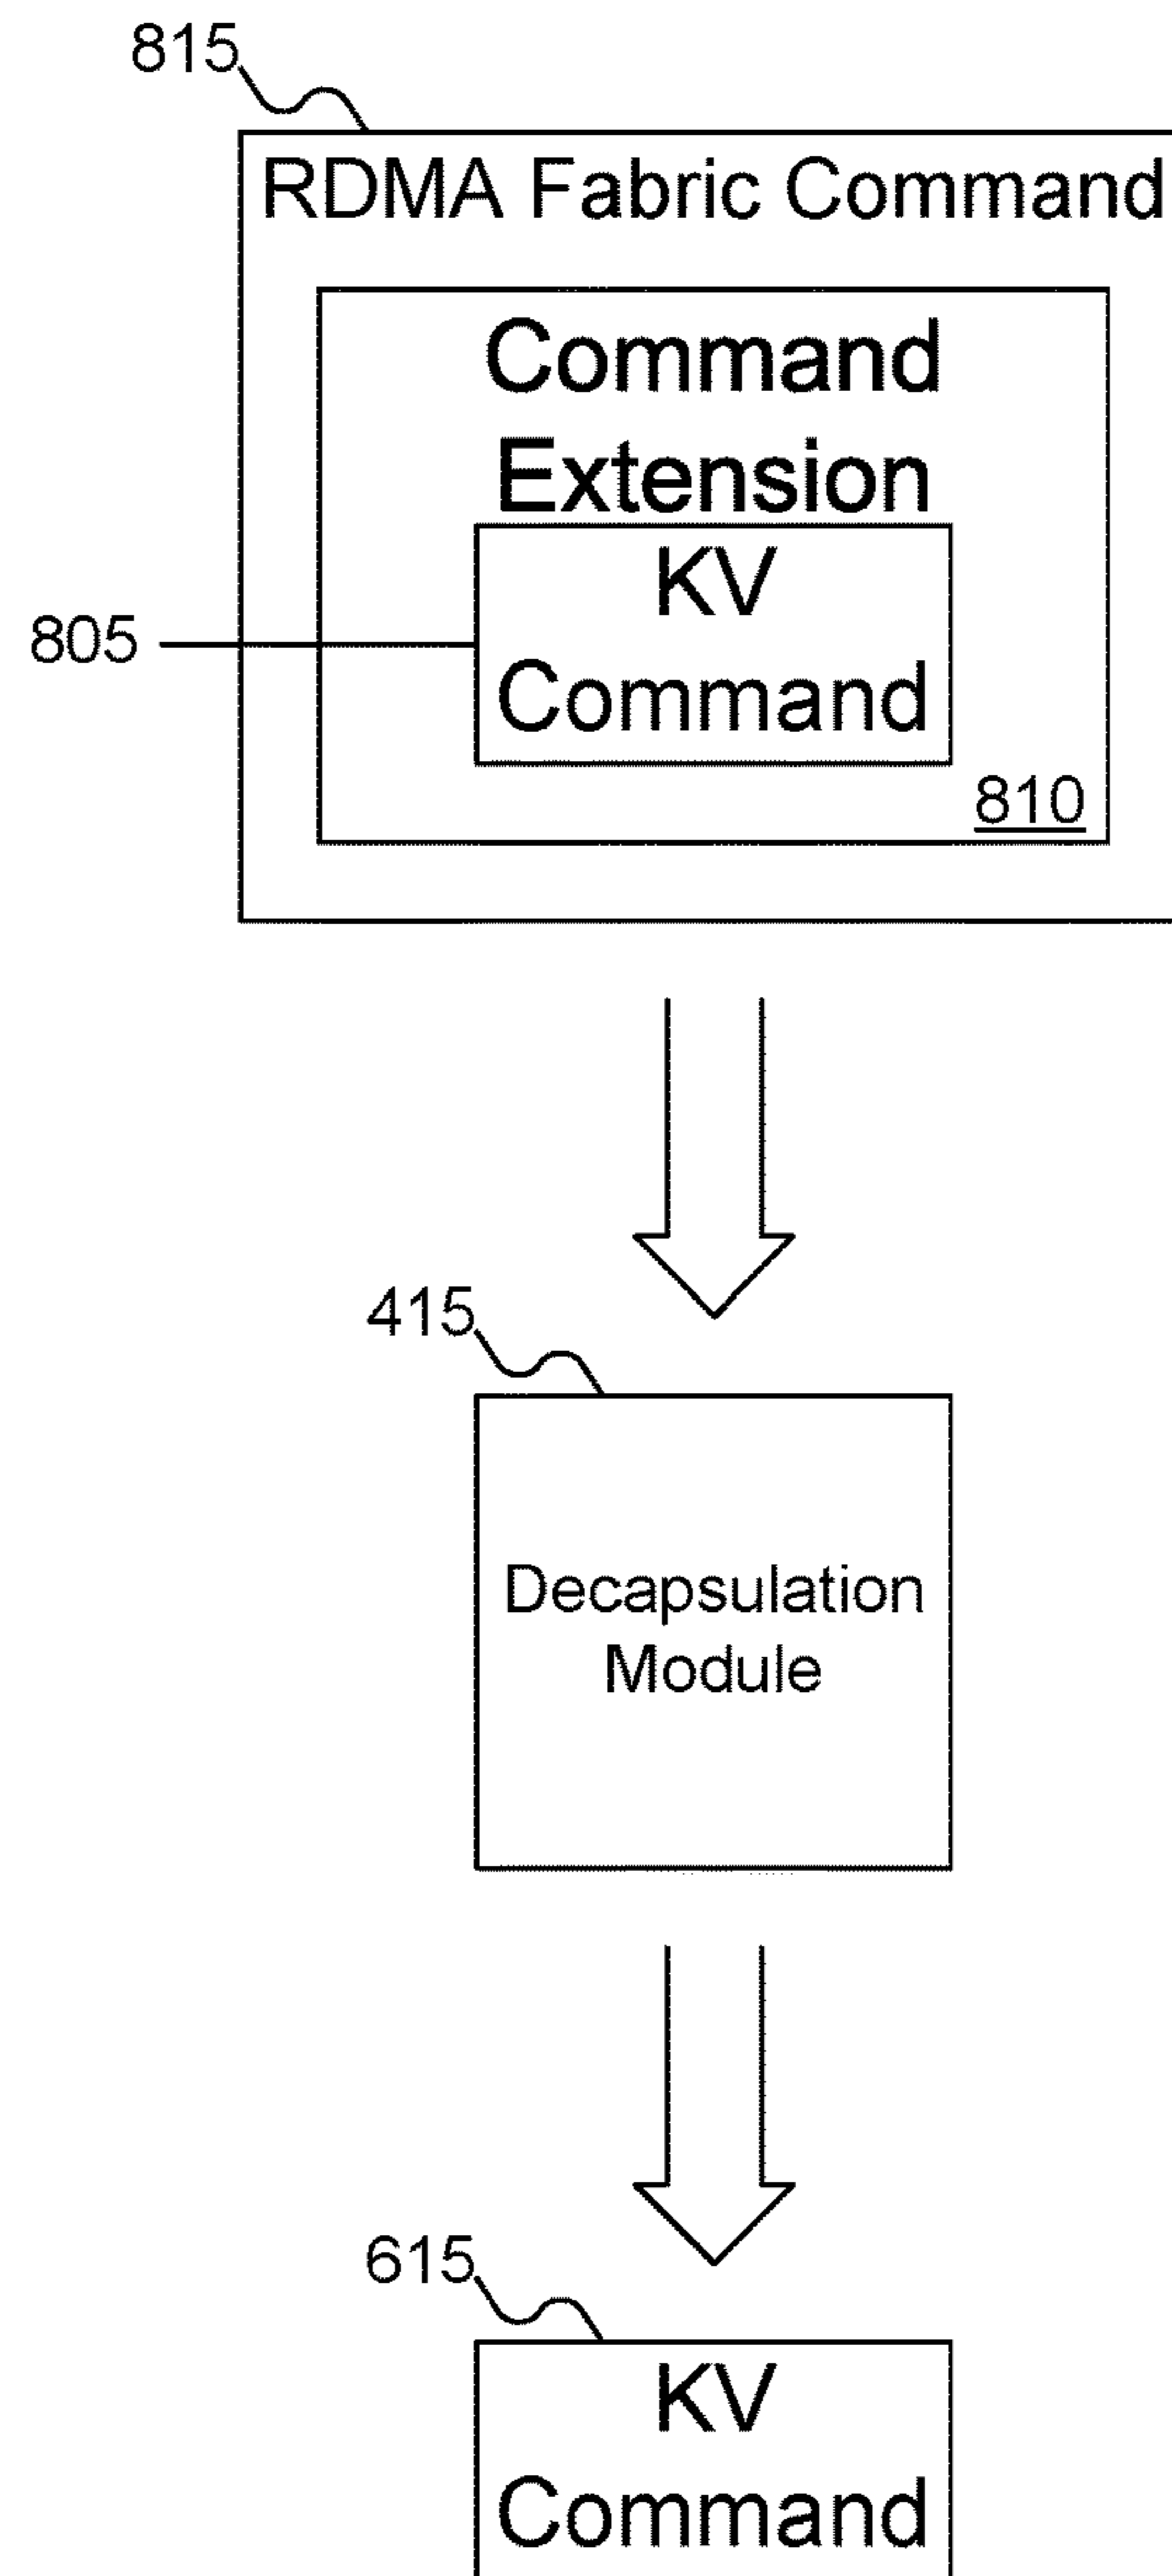 815
RDMA Fabric Command
Command
Extension
KV
805
Command
810
415
Decapsulation
Module
615
KV
Command